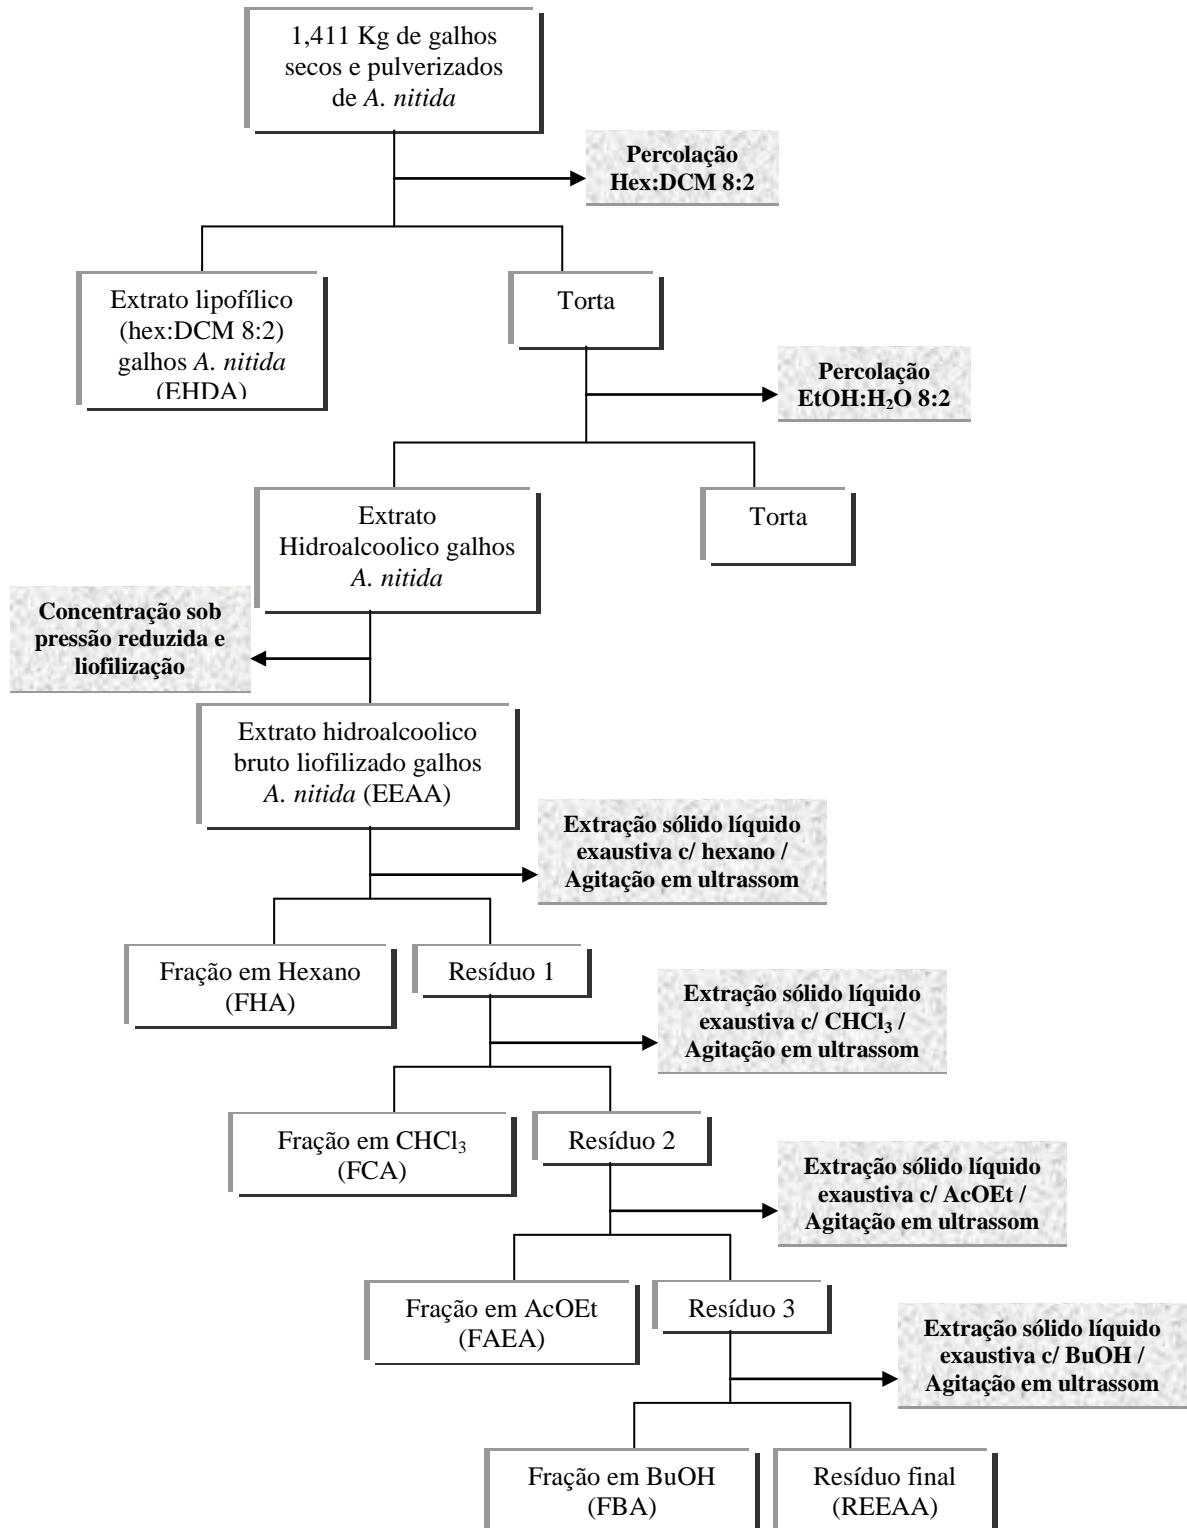 1,411 Kg de galhos
secos e pulverizados
de A. nitida
Percolação
Hex:DCM 8:2
Extrato lipofílico
(hex:DCM 8:2)
galhos A. nitida
(EHDA)
Torta
Percolação
EtOH:H₂O 8:2
Extrato
Hidroalcoolico galhos
A. nitida
Torta
Concentração sob
pressão reduzida e
liofilização
Extrato hidroalcoolico
bruto liofilizado galhos
A. nitida (EEAA)
Extração sólido líquido
exaustiva c/ hexano /
Agitação em ultrassom
Fração em Hexano
(FHA)
Resíduo 1
Extração sólido líquido
exaustiva c/ CHCl₃ /
Agitação em ultrassom
Fração em CHCl₃
(FCA)
Resíduo 2
Extração sólido líquido
exaustiva c/ AcOEt /
Agitação em ultrassom
Fração em AcOEt
(FAEA)
Resíduo 3
Extração sólido líquido
exaustiva c/ BuOH /
Agitação em ultrassom
Fração em BuOH
(FBA)
Resíduo final
(REEAA)